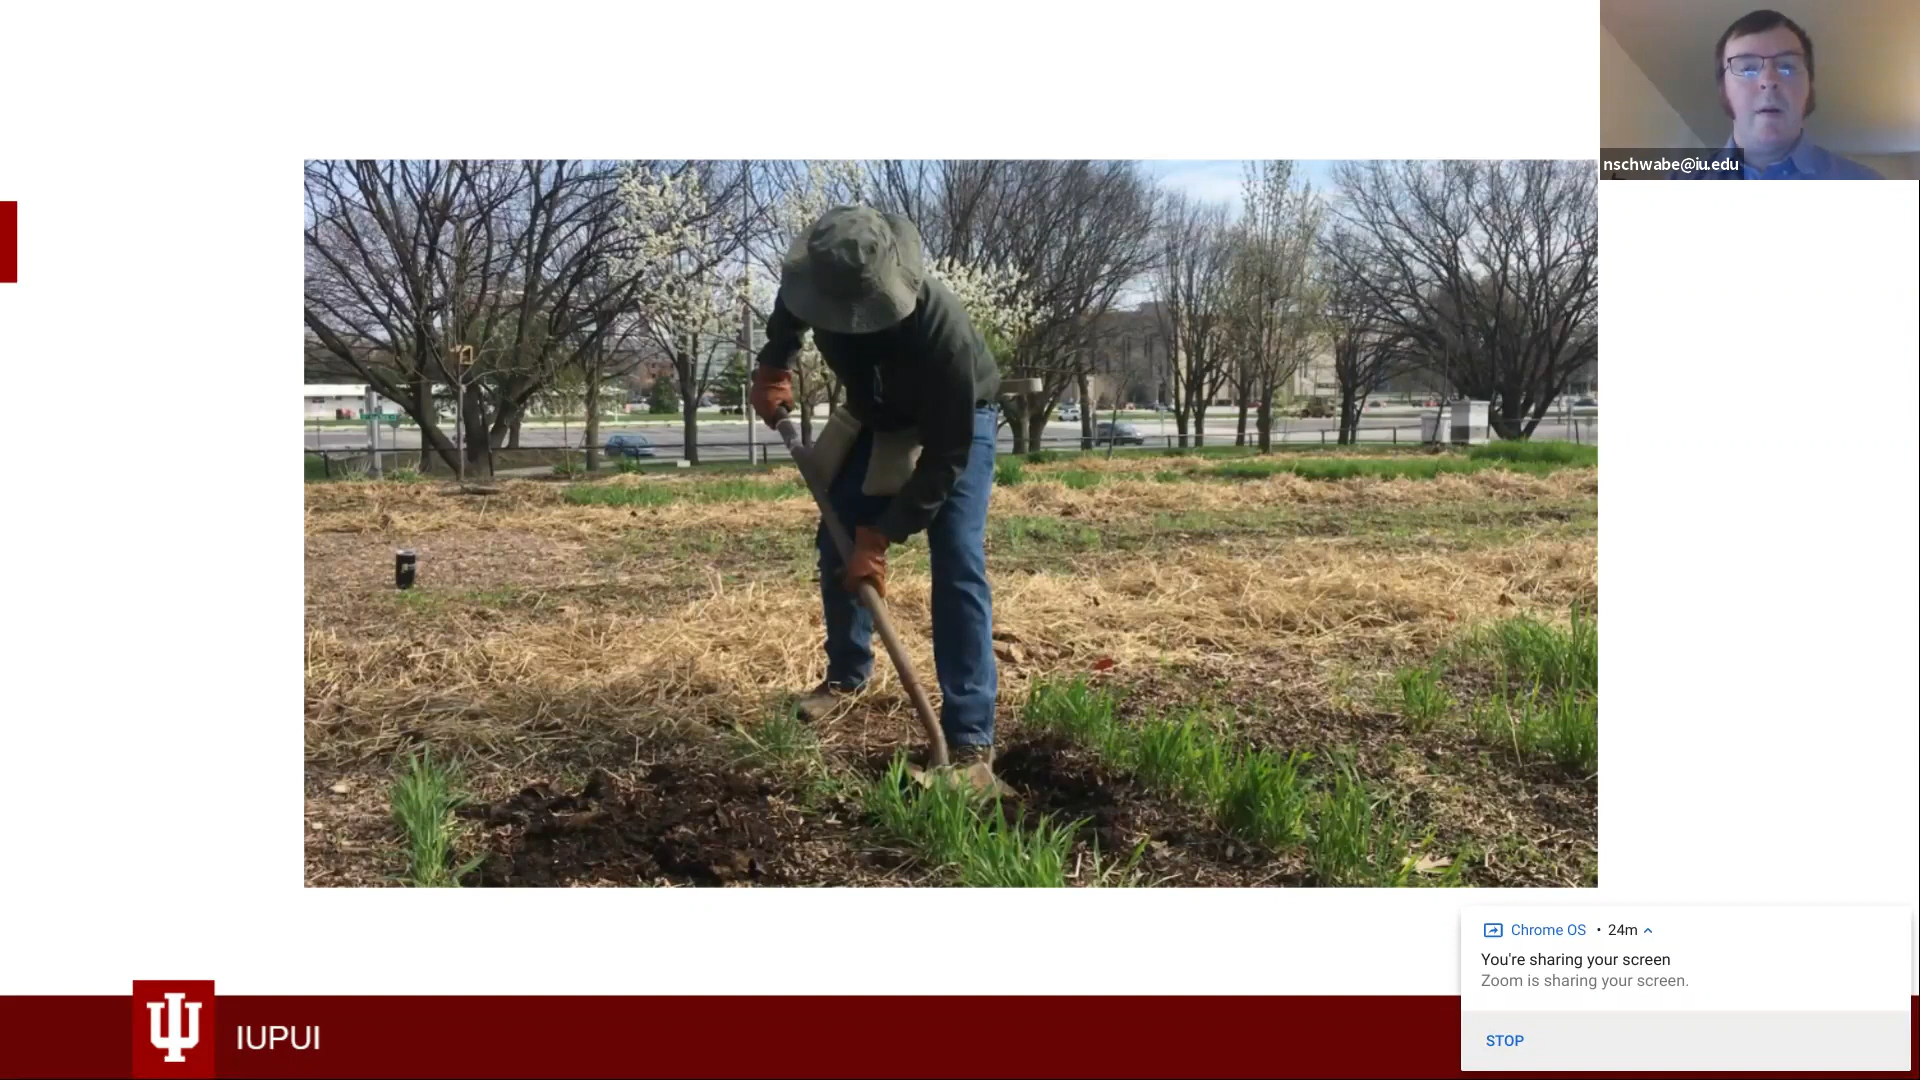 nschwabe@iu.edu
Chrome OS • 24m
You're sharing your screen
Zoom is sharing your screen.
STOP
IUPUI